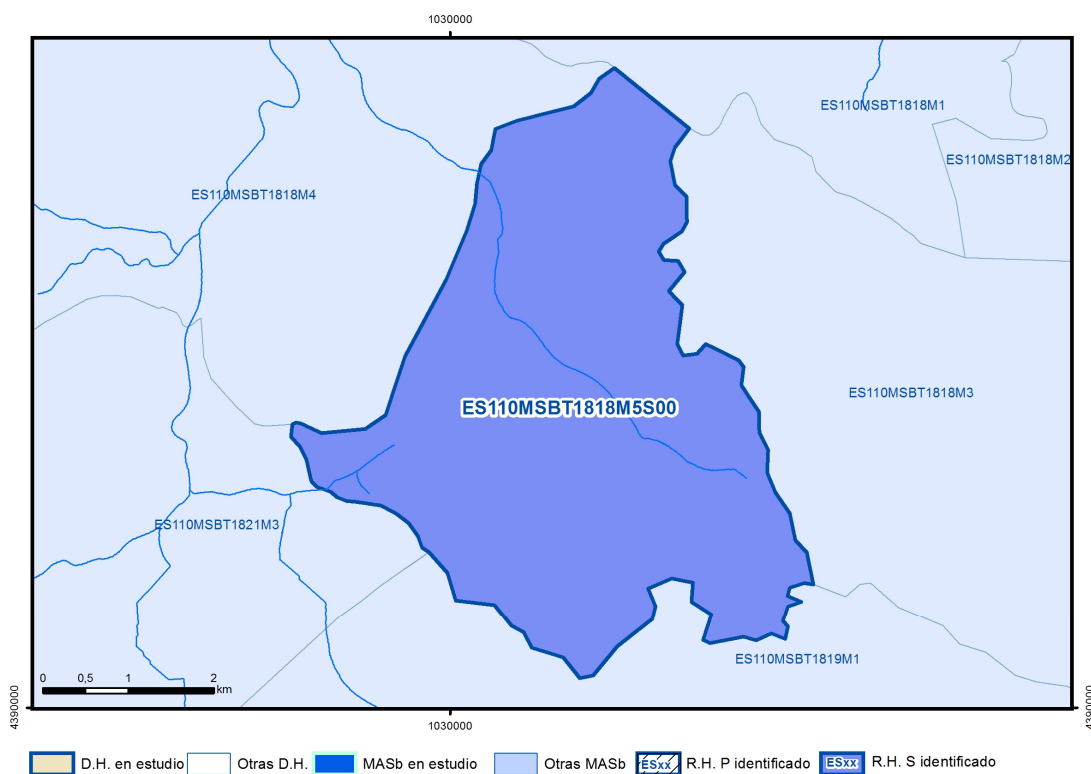 1030000
ES110MSBT1818M1
ES110MSBT1818M2
ES110MSBT1818M4
ES110MSBT1818M3
ES110MSBT1818M5S00
ES110MSBT1821M3
ES110MSBT1819M1
0 0,5 1 2
km
4390000
4390000
1030000
D.H. en estudio
Otras D.H.
MASb en estudio
Otras MASb
ESxx
R.H. P identificado
ESxx
R.H. S identificado